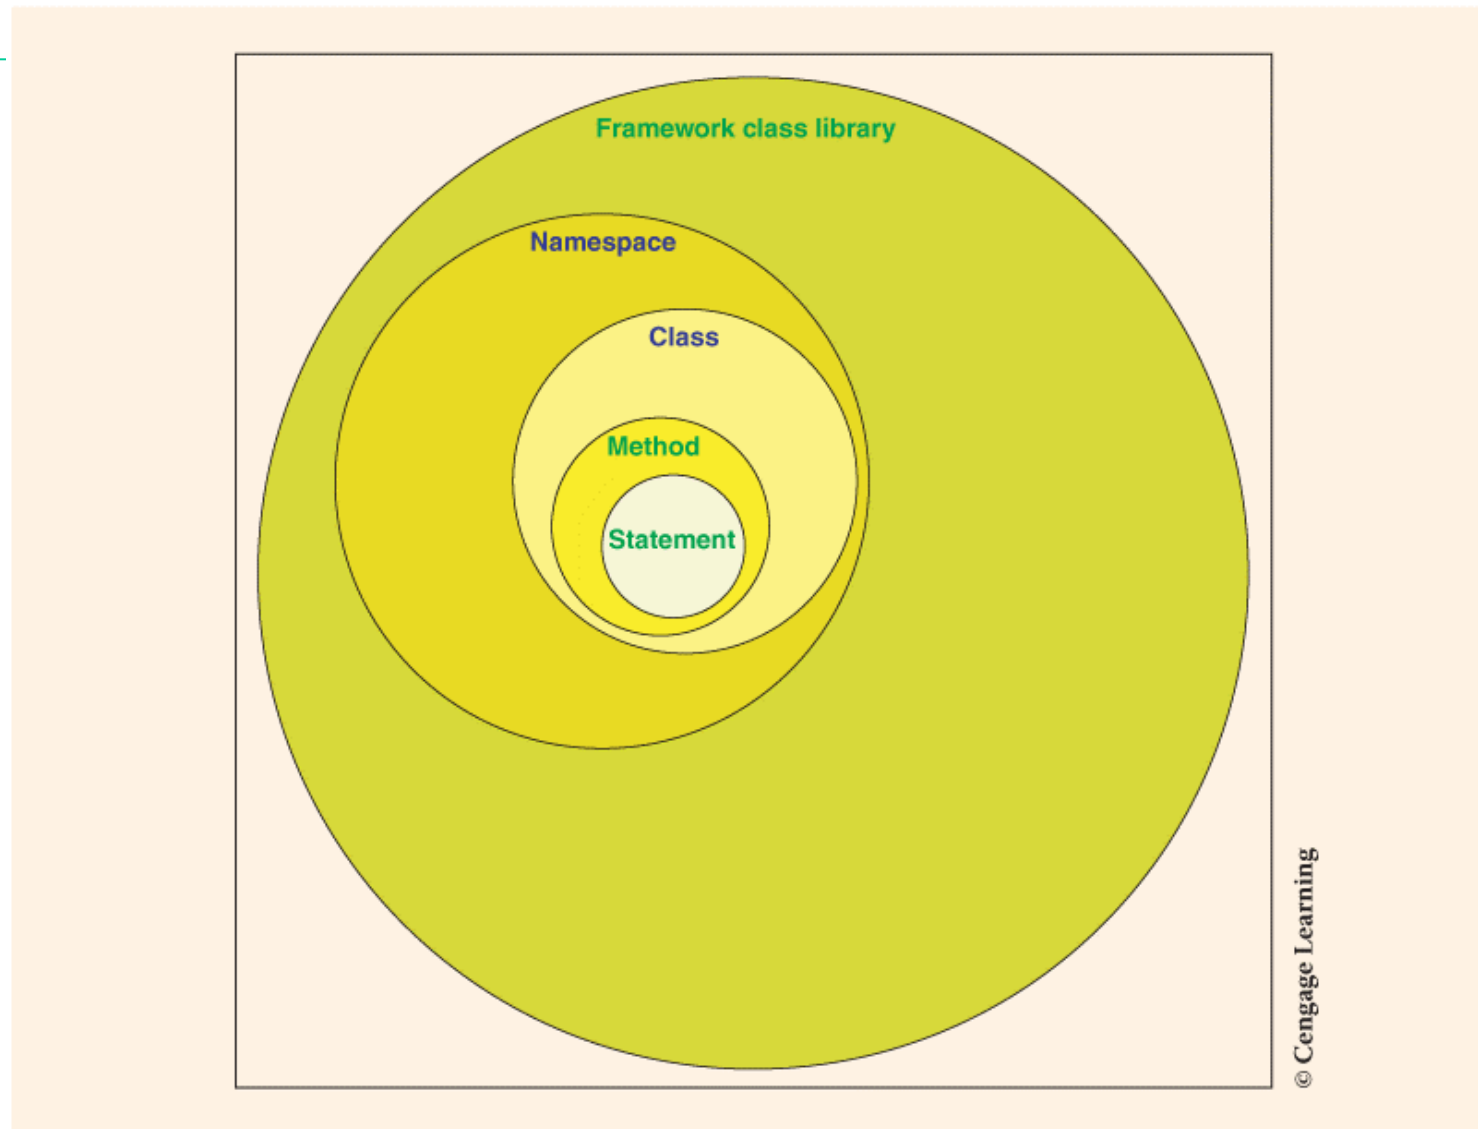 Framework class library
Namespace
Class
Method
Statement
© Cengage Learning